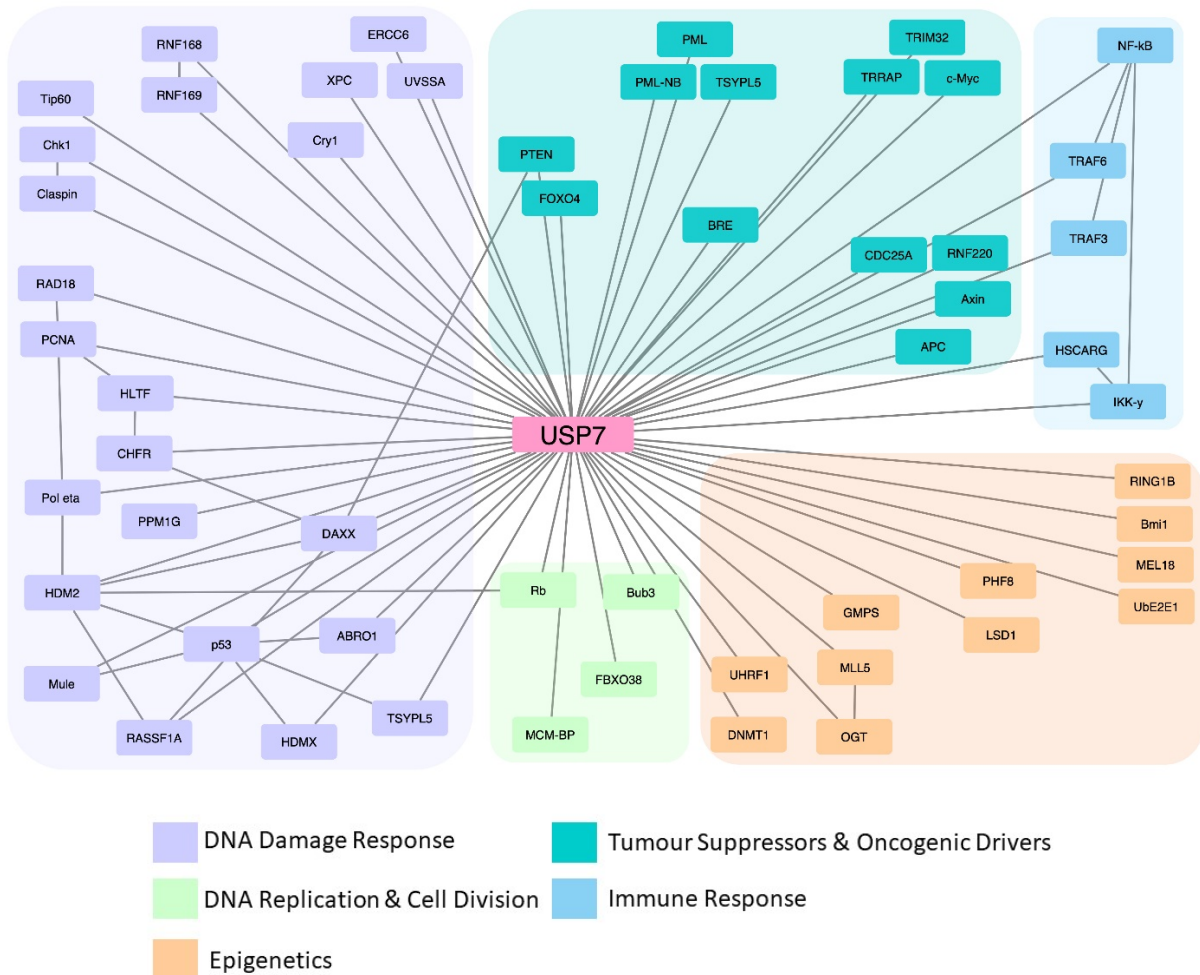 ERCC6
RNF168
XPC
UVSSA
RNF169
Tip60
Cry1
Chk1
Claspin
RAD18
PCNA
HLTF
CHFR
Pol eta
PPM1G
DAXX
HDM2
p53
ABRO1
Mule
RASSF1A
HDMX
TSYPL5
PML
TRIM32
PML-NB
TSYPL5
TRRAP
c-Myc
PTEN
FOXO4
BRE
CDC25A
RNF220
Axin
APC
NF-kB
TRAF6
TRAF3
HSCARG
IKK-y
USP7
Rb
Bub3
FBXO38
MCM-BP
RING1B
Bmi1
MEL18
PHF8
UbE2E1
GMPS
LSD1
UHRF1
MLL5
DNMT1
OGT
DNA Damage Response
Tumour Suppressors & Oncogenic Drivers
DNA Replication & Cell Division
Immune Response
Epigenetics